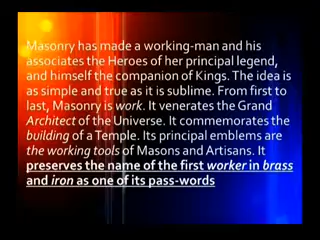 Masonry has made a working-man and his
associates the Heroes of her principal legend,
and himself the companion of Kings. The idea is
as simple and true as it is sublime. From first to
last, Masonry is work. It venerates the Grand
Architect of the Universe. It commemorates the
building of a Temple. Its principal emblems are
the working tools of Masons and Artisans. It
preserves the name of the first worker in brass
and iron as one of its pass-words